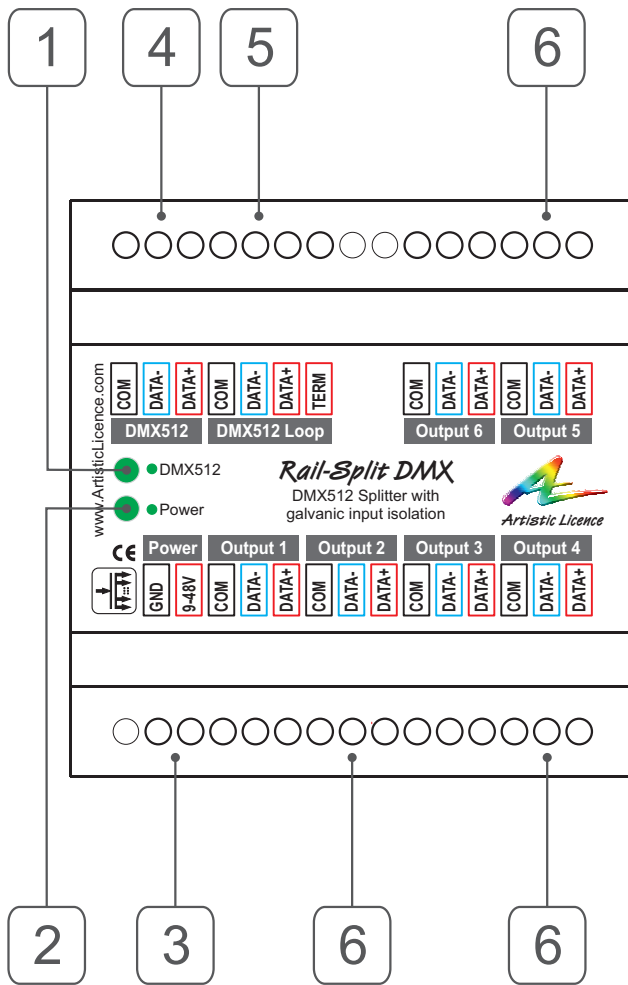 1
4
5
6
www.ArtisticLicence.com
COM DATA- DATA+ COM DATA- DATA+ TERM COM DATA- DATA+ COM DATA- DATA+
DMX512 DMX512 Loop Output 6 Output 5
DMX512
Power
Rail-Split DMX
DMX512 Splitter with
galvanic input isolation
Artistic Licence
CE Power Output 1 Output 2 Output 3 Output 4
GND 9-48V COM DATA- DATA+ COM DATA- DATA+ COM DATA- DATA+ COM DATA- DATA+
2
3
6
6